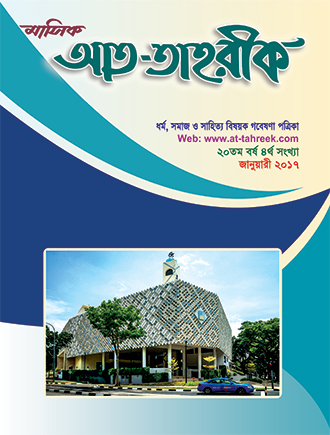 মাসিক
আত-তাহরীক
ধর্ম, সমাজ ও সাহিত্য বিষয়ক গবেষণা পত্রিকা
Web: www.at-tahreek.com
২০তম বর্ষ ৪র্থ সংখ্যা
জানুয়ারী ২০১৭